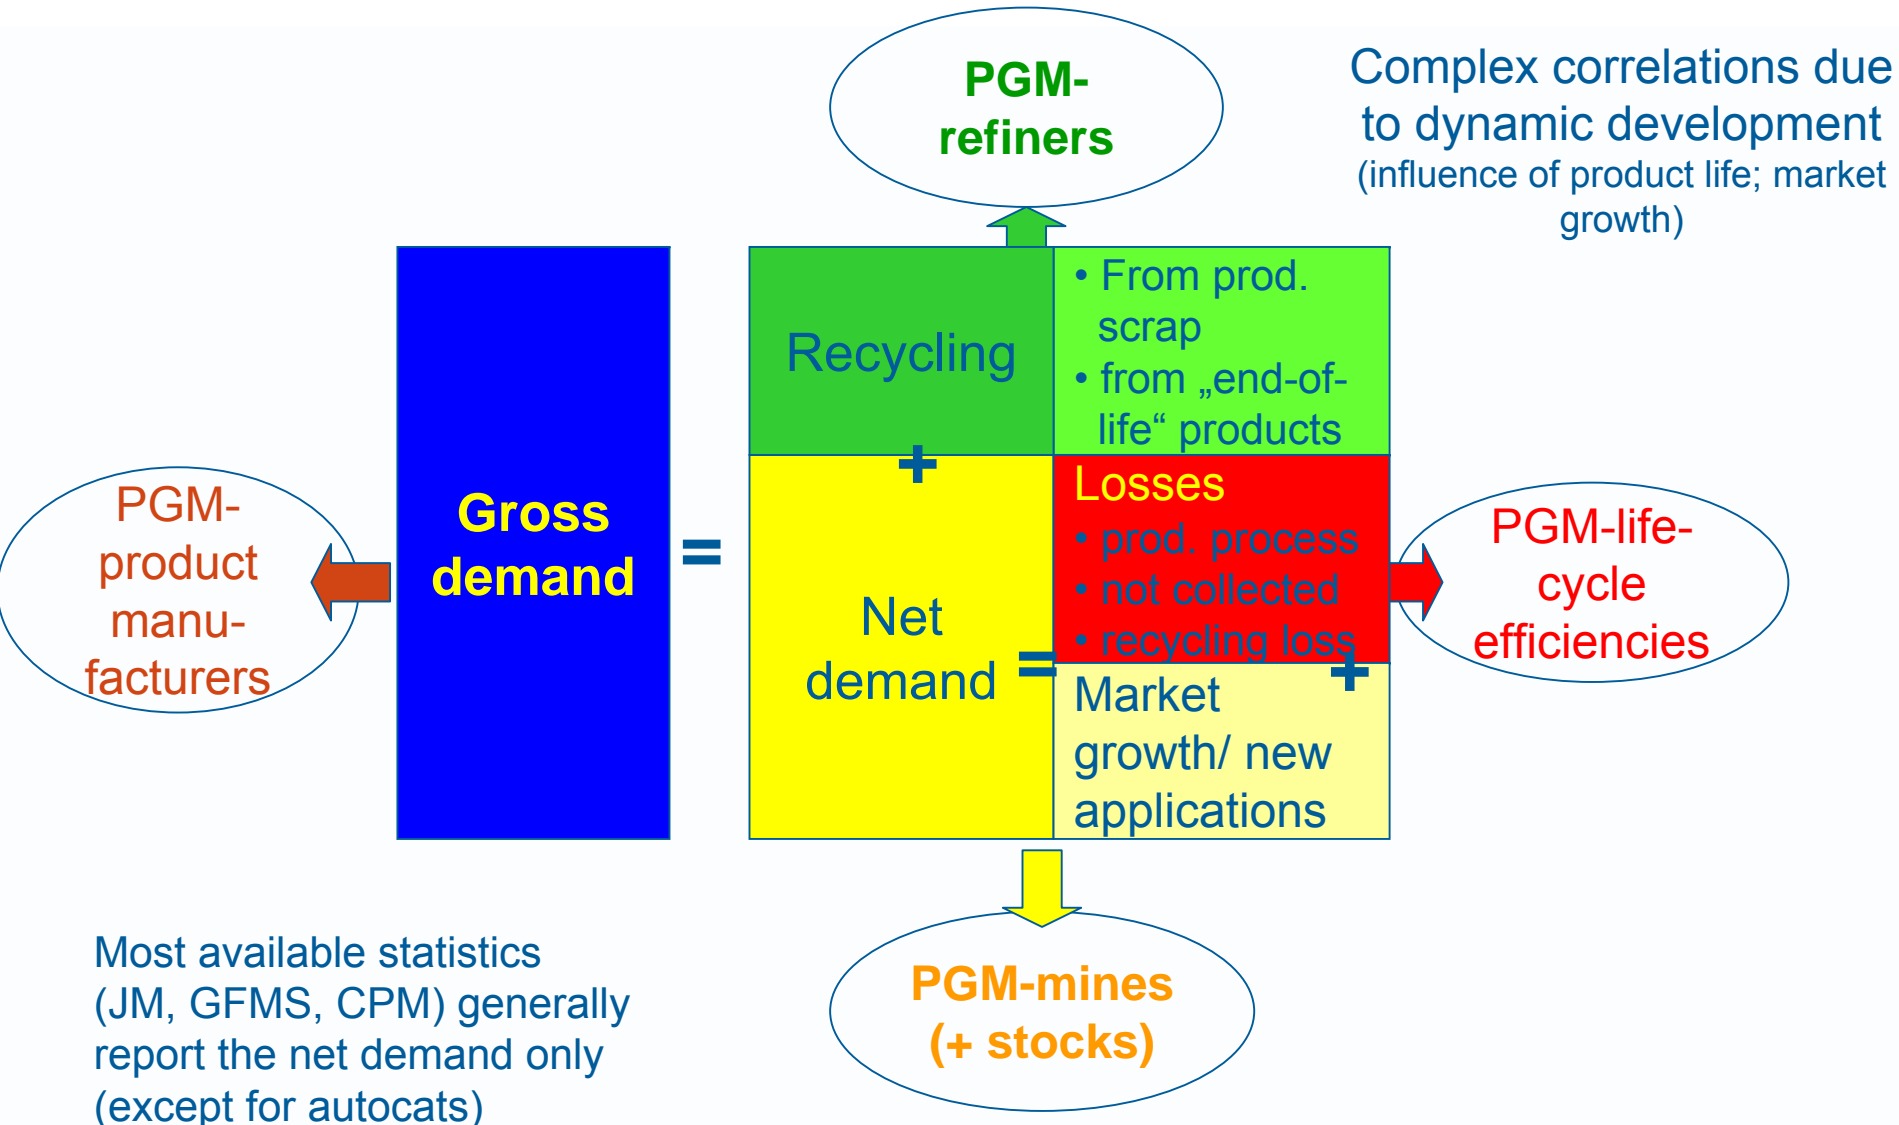 PGM-
refiners
Complex correlations due
to dynamic development
(influence of product life; market
growth)
Recycling
• From prod.
scrap
• from „end-of-
life“ products
+
PGM-
product
manu-
facturers
Gross
demand
=
Net
demand
=
Losses
• prod. process
• not collected
• recycling loss
+
Market
growth/ new
applications
PGM-life-
cycle
efficiencies
PGM-mines
(+ stocks)
Most available statistics
(JM, GFMS, CPM) generally
report the net demand only
(except for autocats)